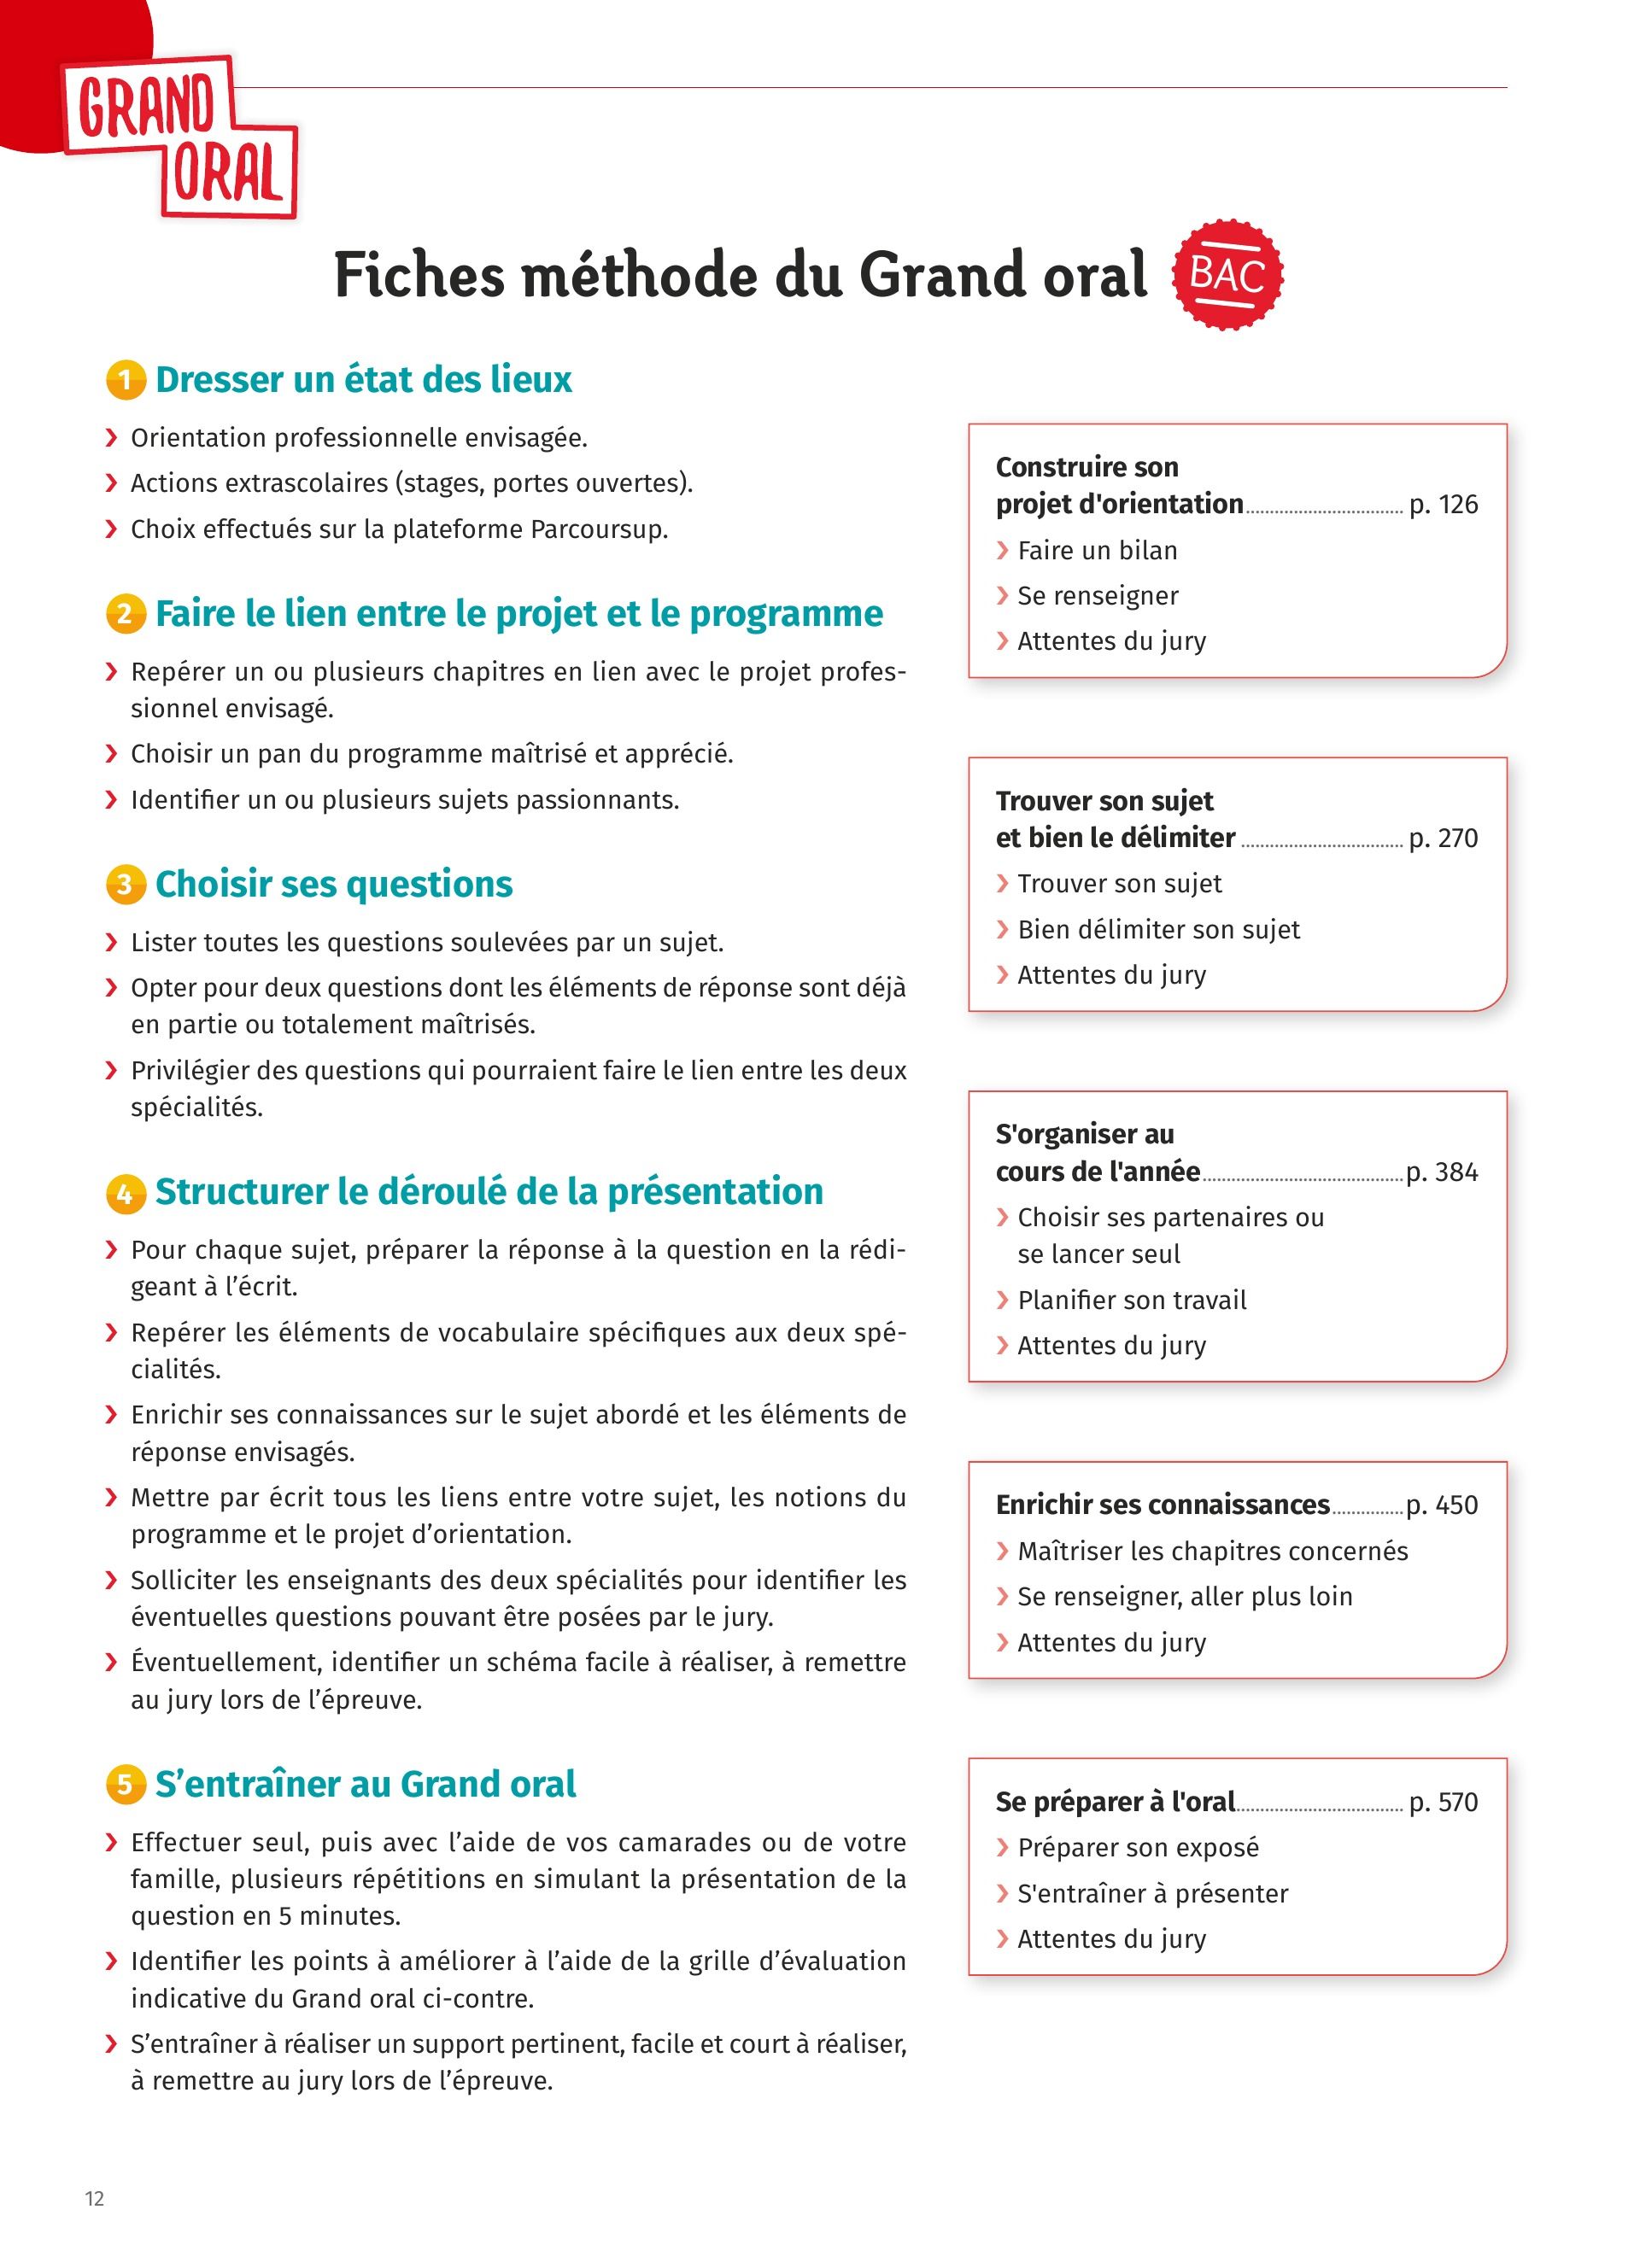 GRAND
ORAL
Fiches méthode du Grand oral
BAC
1 Dresser un état des lieux
❯ Orientation professionnelle envisagée.
❯ Actions extrascolaires (stages, portes ouvertes).
❯ Choix effectués sur la plateforme Parcoursup.
2 Faire le lien entre le projet et le programme
❯ Repérer un ou plusieurs chapitres en lien avec le projet profes-
sionnel envisagé.
❯ Choisir un pan du programme maîtrisé et apprécié.
❯ Identifier un ou plusieurs sujets passionnants.
3 Choisir ses questions
❯ Lister toutes les questions soulevées par un sujet.
❯ Opter pour deux questions dont les éléments de réponse sont déjà
en partie ou totalement maîtrisés.
❯ Privilégier des questions qui pourraient faire le lien entre les deux
spécialités.
4 Structurer le déroulé de la présentation
❯ Pour chaque sujet, préparer la réponse à la question en la rédi-
geant à l’écrit.
❯ Repérer les éléments de vocabulaire spécifiques aux deux spé-
cialités.
❯ Enrichir ses connaissances sur le sujet abordé et les éléments de
réponse envisagés.
❯ Mettre par écrit tous les liens entre votre sujet, les notions du
programme et le projet d’orientation.
❯ Solliciter les enseignants des deux spécialités pour identifier les
éventuelles questions pouvant être posées par le jury.
❯ Éventuellement, identifier un schéma facile à réaliser, à remettre
au jury lors de l’épreuve.
5 S’entraîner au Grand oral
❯ Effectuer seul, puis avec l’aide de vos camarades ou de votre
famille, plusieurs répétitions en simulant la présentation de la
question en 5 minutes.
❯ Identifier les points à améliorer à l’aide de la grille d’évaluation
indicative du Grand oral ci-contre.
❯ S’entraîner à réaliser un support pertinent, facile et court à réaliser,
à remettre au jury lors de l’épreuve.
Construire son
projet d'orientation.................................. p. 126
❯ Faire un bilan
❯ Se renseigner
❯ Attentes du jury
Trouver son sujet
et bien le délimiter .................................. p. 270
❯ Trouver son sujet
❯ Bien délimiter son sujet
❯ Attentes du jury
S'organiser au
cours de l'année..........................................p. 384
❯ Choisir ses partenaires ou
se lancer seul
❯ Planifier son travail
❯ Attentes du jury
Enrichir ses connaissances...............p. 450
❯ Maîtriser les chapitres concernés
❯ Se renseigner, aller plus loin
❯ Attentes du jury
Se préparer à l'oral................................... p. 570
❯ Préparer son exposé
❯ S'entraîner à présenter
❯ Attentes du jury
12